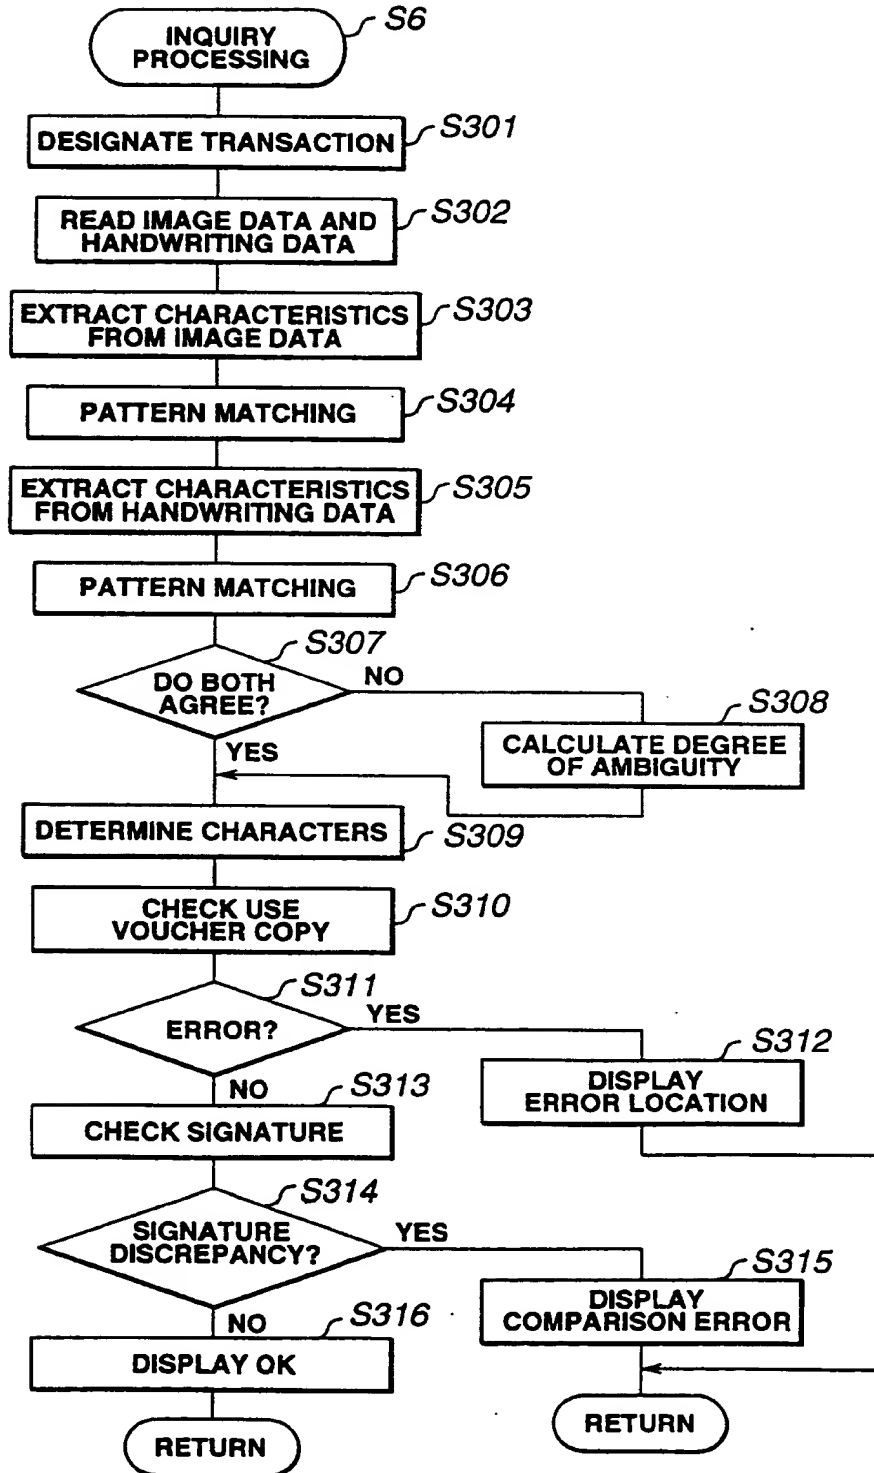 INQUIRY
PROCESSING
S6
DESIGNATE TRANSACTION
S301
READ IMAGE DATA AND
HANDWRITING DATA
S302
EXTRACT CHARACTERISTICS
FROM IMAGE DATA
S303
PATTERN MATCHING
S304
EXTRACT CHARACTERISTICS
FROM HANDWRITING DATA
S305
PATTERN MATCHING
S306
DO BOTH
AGREE?
S307
NO
YES
CALCULATE DEGREE
OF AMBIGUITY
S308
DETERMINE CHARACTERS
S309
CHECK USE
VOUCHER COPY
S310
ERROR?
S311
YES
NO
DISPLAY
ERROR LOCATION
S312
CHECK SIGNATURE
S313
SIGNATURE
DISCREPANCY?
S314
YES
NO
DISPLAY
COMPARISON ERROR
S315
DISPLAY OK
S316
RETURN
RETURN